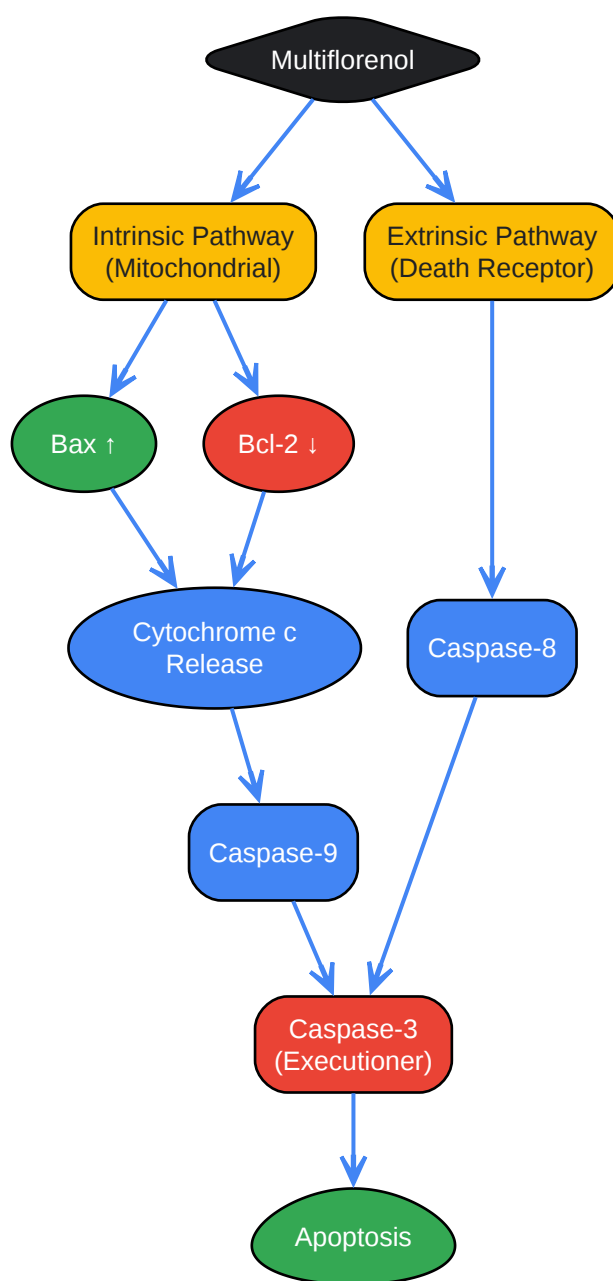 Multiflorenol
Intrinsic Pathway
(Mitochondrial)
Extrinsic Pathway
(Death Receptor)
Bax ↑
Bcl-2 ↓
Cytochrome c
Release
Caspase-8
Caspase-9
Caspase-3
(Executioner)
Apoptosis